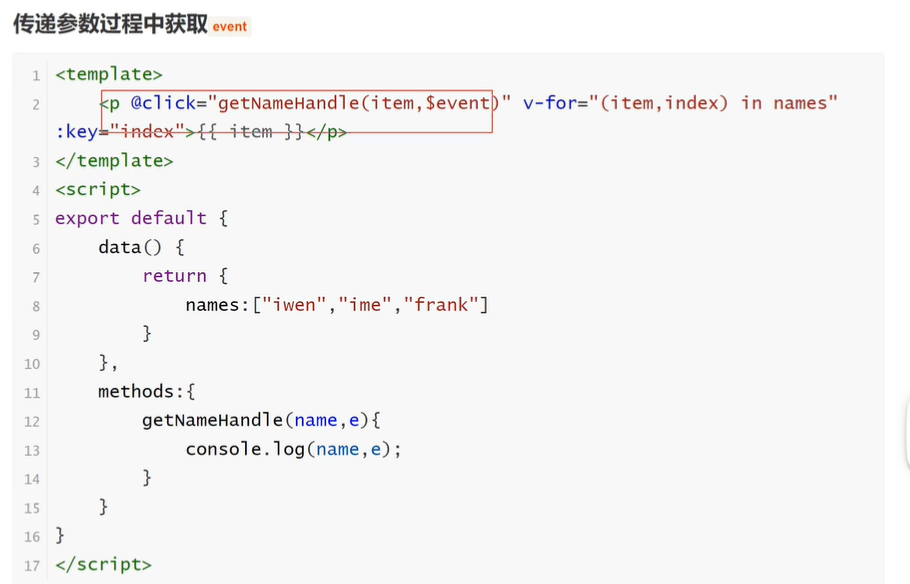 传递参数过程中获取 event
1 <template>
2     <p @click="getNameHandle(item,$event)" v-for="(item,index) in names"
:key="index">{{ item }}</p>
3 </template>
4 <script>
5 export default {
6     data() {
7         return {
8             names:["iwen","ime","frank"]
9         }
10     },
11     methods:{
12         getNameHandle(name,e){
13             console.log(name,e);
14         }
15     }
16 }
17 </script>